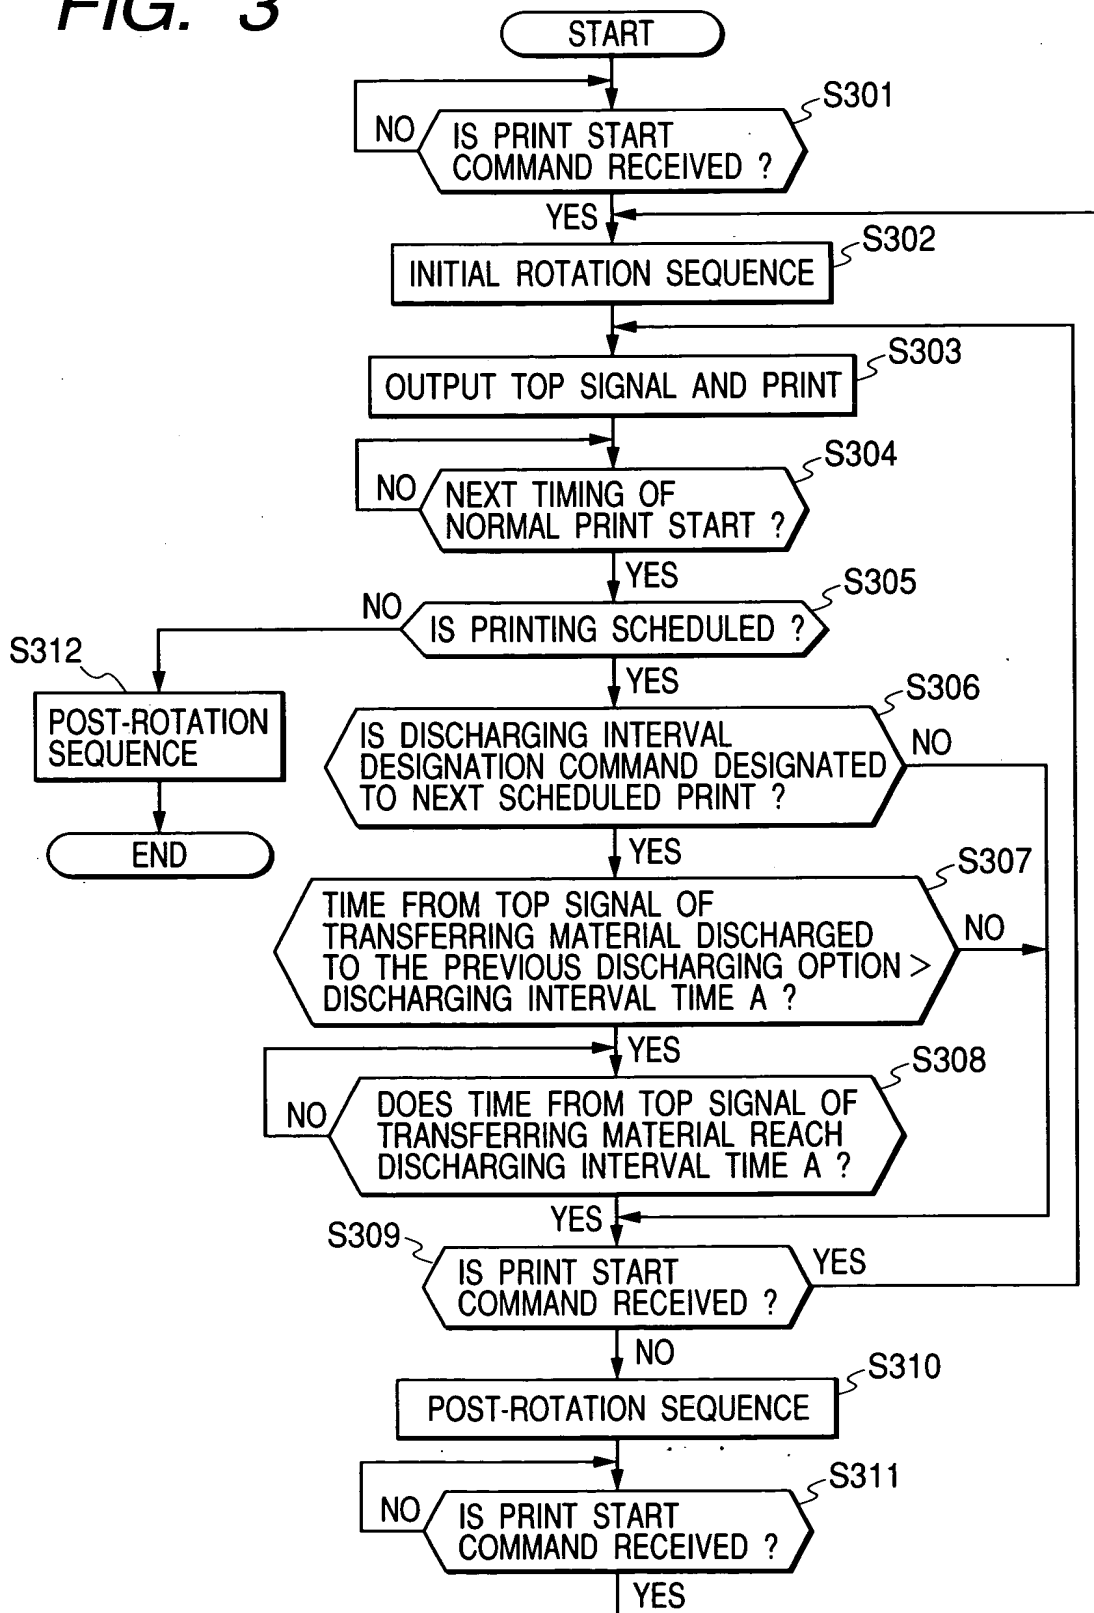 FIG. 3
START
S301
NO
IS PRINT START
COMMAND RECEIVED ?
YES
S302
INITIAL ROTATION SEQUENCE
S303
OUTPUT TOP SIGNAL AND PRINT
S304
NO
NEXT TIMING OF
NORMAL PRINT START ?
YES
S305
NO
IS PRINTING SCHEDULED ?
S312
YES
POST-ROTATION
SEQUENCE
END
S306
IS DISCHARGING INTERVAL
DESIGNATION COMMAND DESIGNATED
TO NEXT SCHEDULED PRINT ?
NO
YES
S307
TIME FROM TOP SIGNAL OF
TRANSFERRING MATERIAL DISCHARGED
TO THE PREVIOUS DISCHARGING OPTION >
DISCHARGING INTERVAL TIME A ?
NO
YES
S308
NO
DOES TIME FROM TOP SIGNAL OF
TRANSFERRING MATERIAL REACH
DISCHARGING INTERVAL TIME A ?
YES
S309
IS PRINT START
COMMAND RECEIVED ?
YES
NO
S310
POST-ROTATION SEQUENCE
S311
NO
IS PRINT START
COMMAND RECEIVED ?
YES